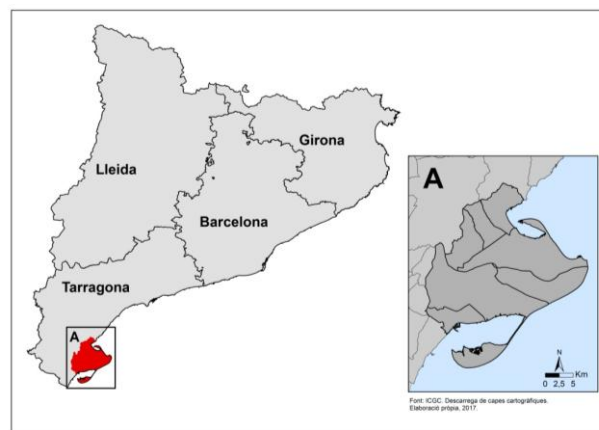 Girona
Lleida
Barcelona
Tarragona
A
A
N
Km
0 2,5 5
Font: ICGC. Descarrega de capes cartogràfiques.
Elaboració pròpia, 2017.